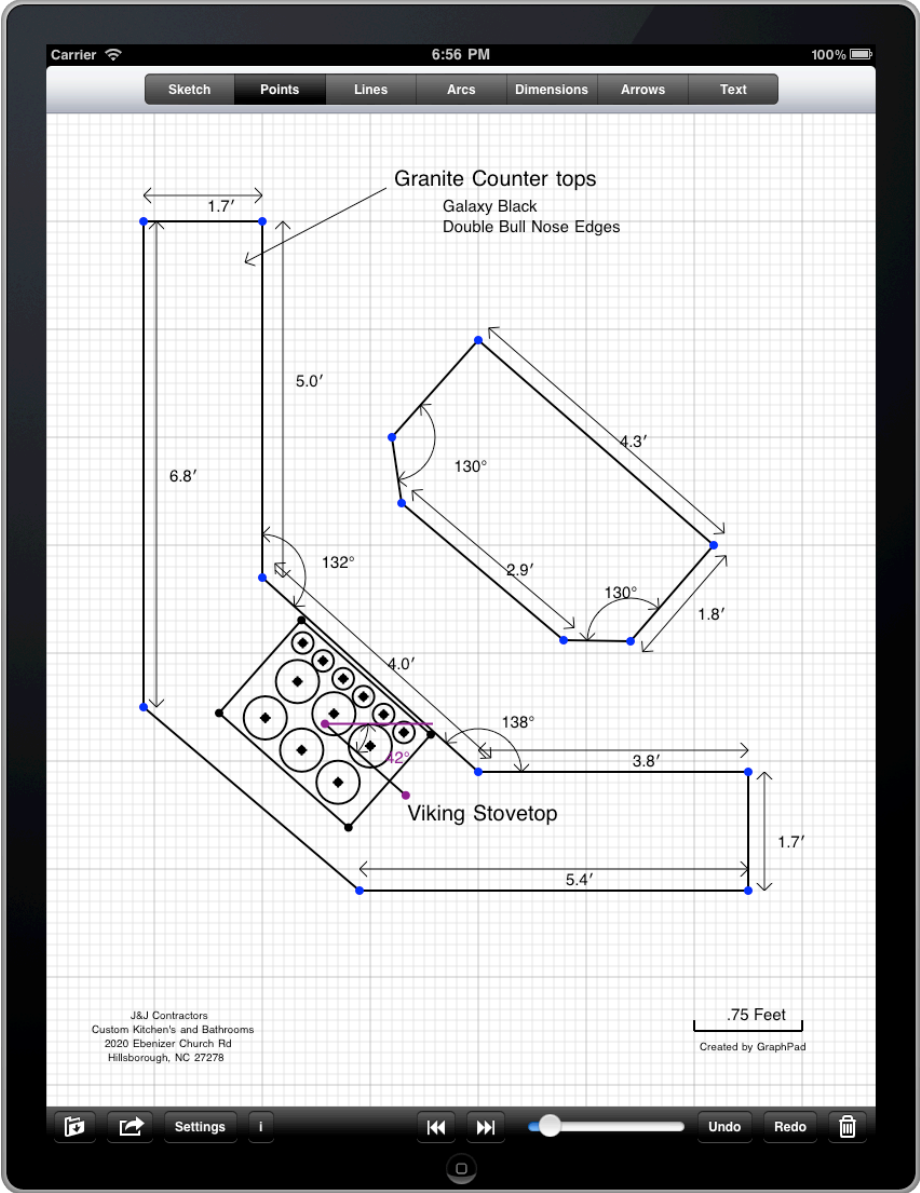 Carrier
6:56 PM
100%
Sketch
Points
Lines
Arcs
Dimensions
Arrows
Text
Granite Counter tops
Galaxy Black
Double Bull Nose Edges
1.7′
5.0′
6.8′
4.3′
130°
2.9′
130°
1.8′
132°
4.0′
138°
42°
3.8′
Viking Stovetop
1.7′
5.4′
J&J Contractors
Custom Kitchen's and Bathrooms
2020 Ebenizer Church Rd
Hillsborough, NC 27278
.75 Feet
Created by GraphPad
Settings
i
Undo
Redo